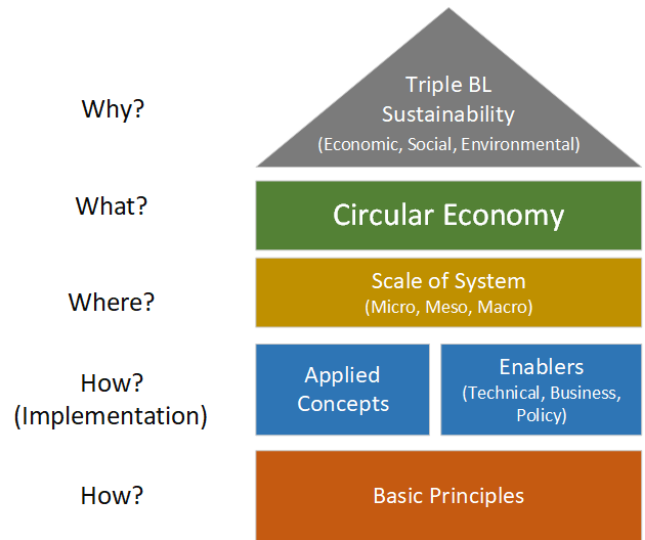 Why?
Triple BL
Sustainability
(Economic, Social, Environmental)
What?
Circular Economy
Where?
Scale of System
(Micro, Meso, Macro)
How?
(Implementation)
Applied
Concepts
Enablers
(Technical, Business,
Policy)
How?
Basic Principles